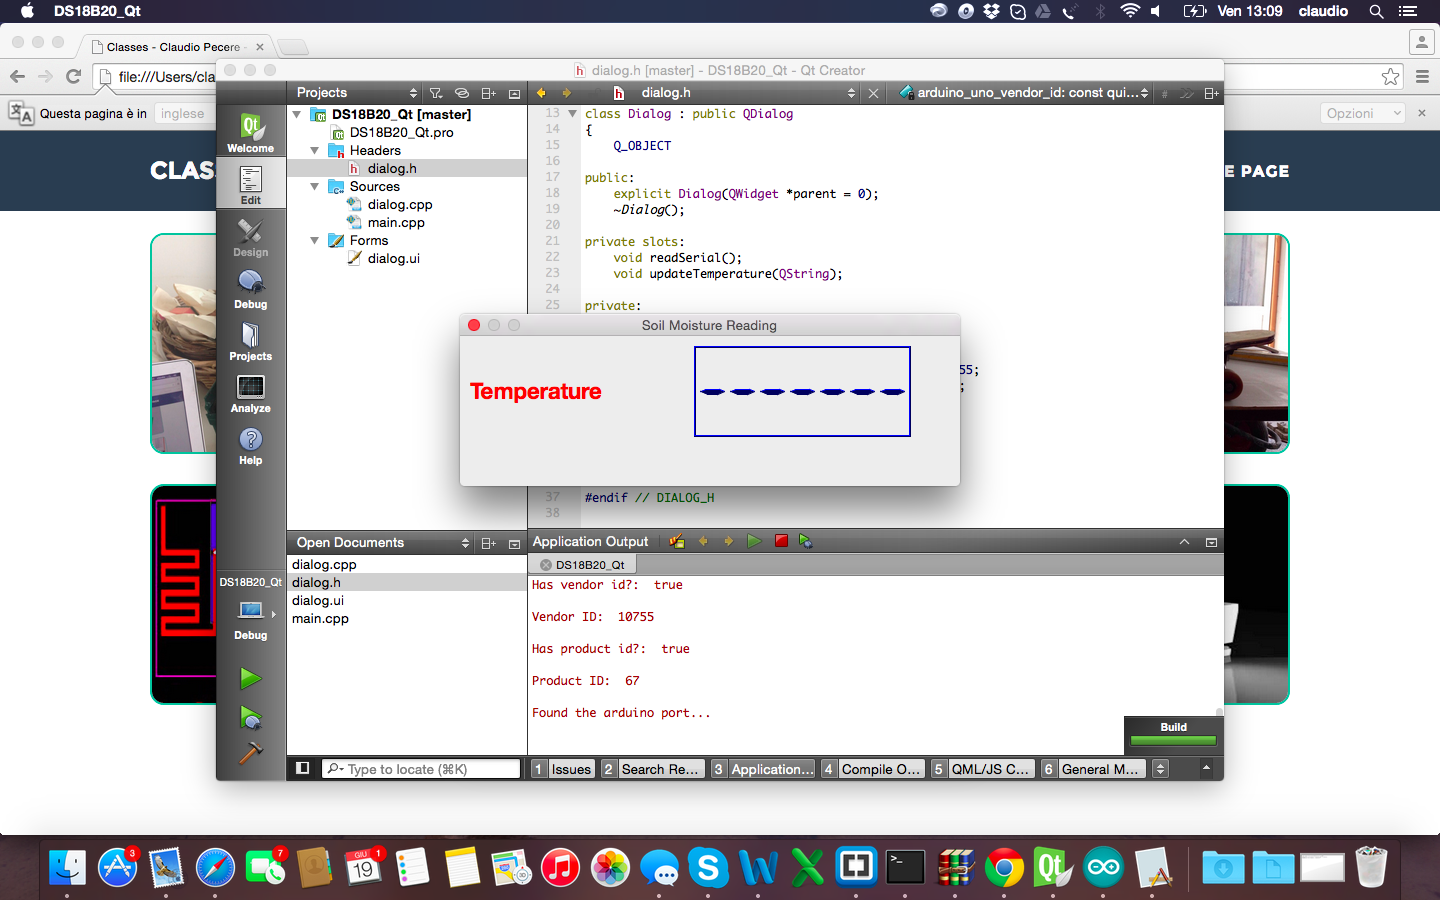 DS18B20_Qt
Ven 13:09
claudio
Classes - Claudio Pecere -
file:///Users/cla
Questa pagina è in
inglese
Opzioni
CLAS
E PAGE
dialog.h [master] - DS18B20_Qt - Qt Creator
Projects
dialog.h
arduino_uno_vendor_id: const qui...
#
Welcome
Edit
Design
Debug
Projects
Analyze
Help
DS18B20_Qt
Debug
DS18B20_Qt [master]
DS18B20_Qt.pro
Headers
dialog.h
Sources
dialog.cpp
main.cpp
Forms
dialog.ui
13 class Dialog : public QDialog
14 {
15 Q_OBJECT
16
17 public:
18 explicit Dialog(QWidget *parent = 0);
19 ~Dialog();
20
21 private slots:
22 void readSerial();
23 void updateTemperature(QString);
24
25 private:
55;
;
37 #endif // DIALOG_H
38
Soil Moisture Reading
Temperature
-------
Open Documents
dialog.cpp
dialog.h
dialog.ui
main.cpp
Application Output
DS18B20_Qt
Has vendor id?: true
Vendor ID: 10755
Has product id?: true
Product ID: 67
Found the arduino port...
Build
Type to locate (⌘K)
1 Issues
2 Search Re...
3 Application...
4 Compile O...
5 QML/JS C...
6 General M...
3
7
GIU
19
1